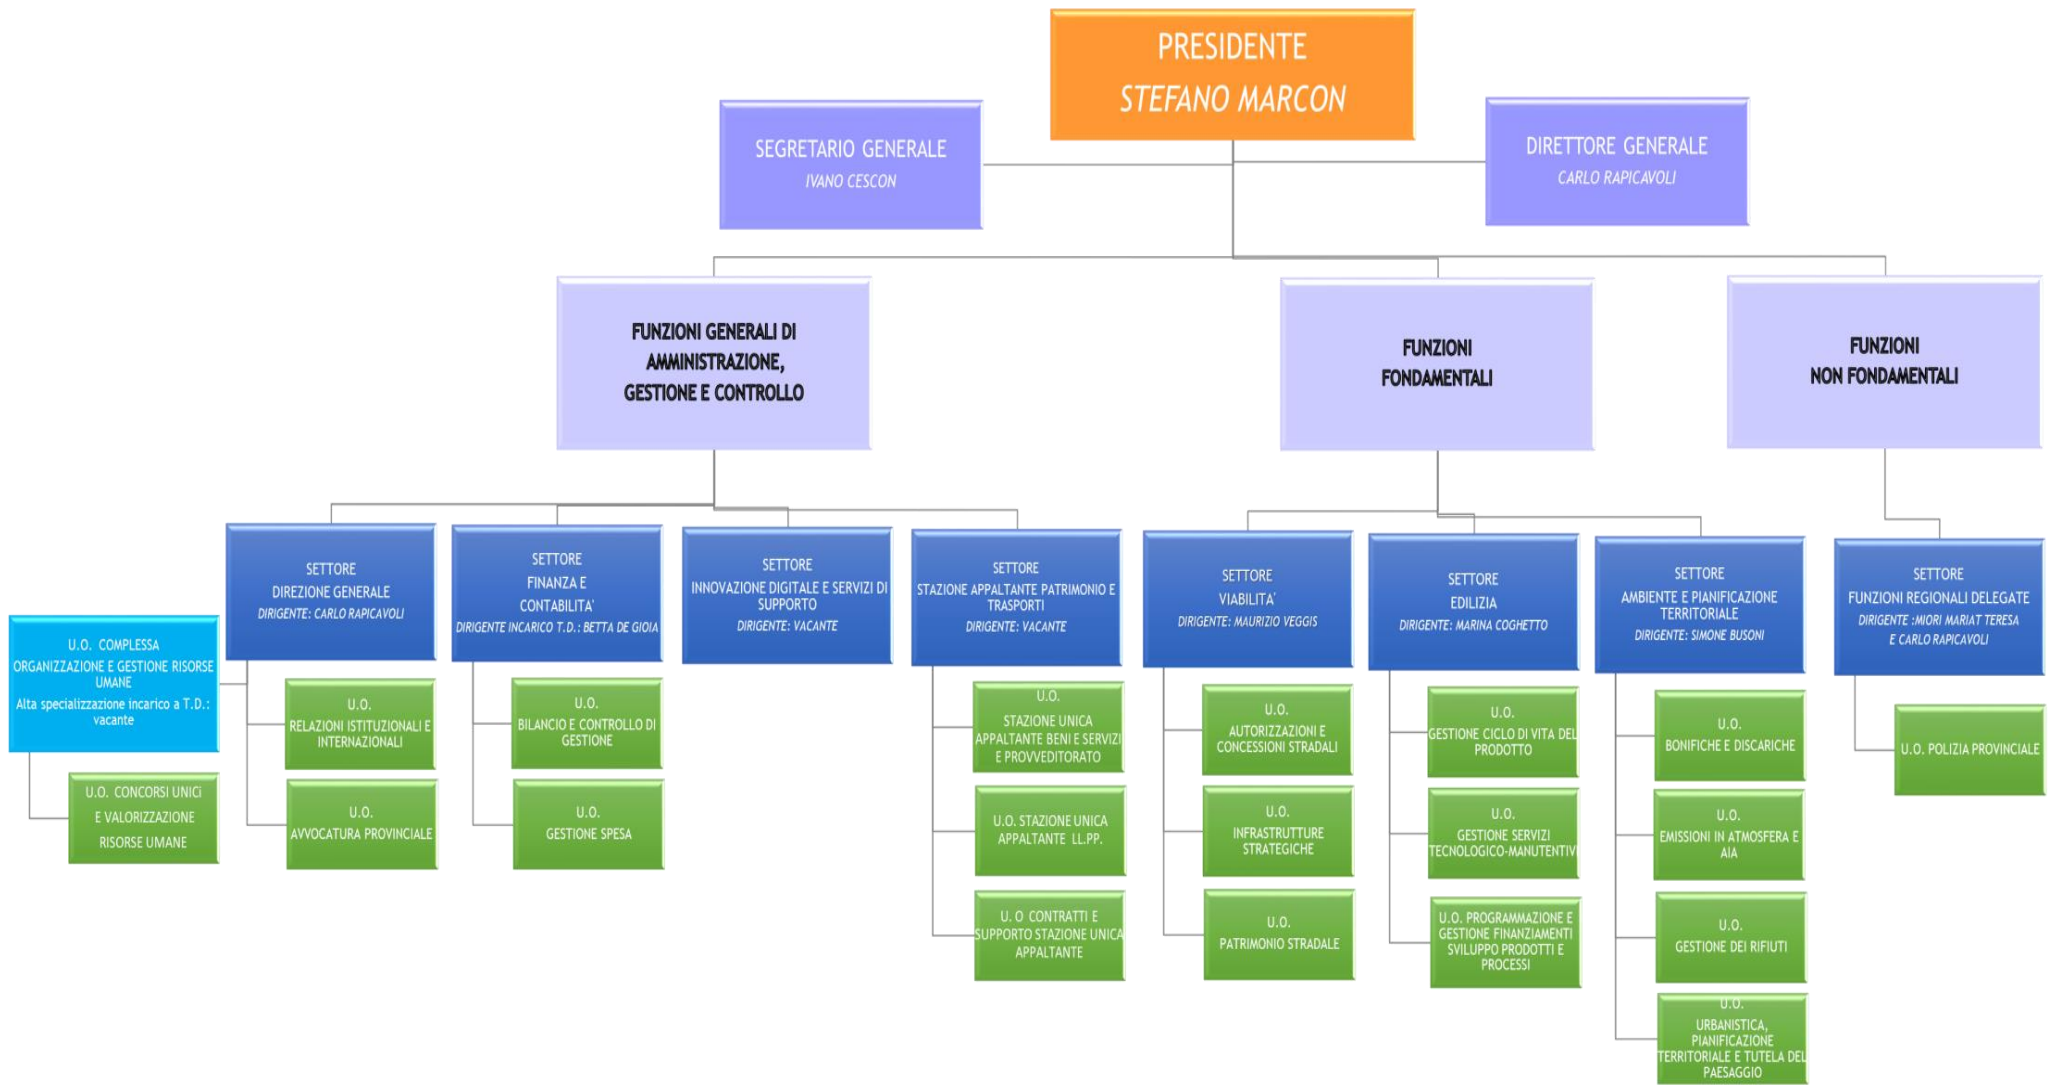 PRESIDENTE
STEFANO MARCON
SEGRETARIO GENERALE
IVANO CESCON
DIRETTORE GENERALE
CARLO RAPICAVOLI
FUNZIONI GENERALI DI
AMMINISTRAZIONE,
GESTIONE E CONTROLLO
FUNZIONI
FONDAMENTALI
FUNZIONI
NON FONDAMENTALI
SETTORE
DIREZIONE GENERALE
DIRIGENTE: CARLO RAPICAVOLI
SETTORE
FINANZA E
CONTABILITA'
DIRIGENTE INCARICO T.D.: BETTA DE GIOIA
SETTORE
INNOVAZIONE DIGITALE E SERVIZI DI
SUPPORTO
DIRIGENTE: VACANTE
SETTORE
STAZIONE APPALTANTE PATRIMONIO E
TRASPORTI
DIRIGENTE: VACANTE
SETTORE
VIABILITA'
DIRIGENTE: MAURIZIO VEGGIS
SETTORE
EDILIZIA
DIRIGENTE: MARINA COGHETTO
SETTORE
AMBIENTE E PIANIFICAZIONE
TERRITORIALE
DIRIGENTE: SIMONE BUSONI
SETTORE
FUNZIONI REGIONALI DELEGATE
DIRIGENTE :MIORI MARIAT TERESA
E CARLO RAPICAVOLI
U.O. COMPLESSA
ORGANIZZAZIONE E GESTIONE RISORSE
UMANE
Alta specializzazione incarico a T.D.:
vacante
U.O. CONCORSI UNICi
E VALORIZZAZIONE
RISORSE UMANE
U.O.
RELAZIONI ISTITUZIONALI E
INTERNAZIONALI
U.O.
AVVOCATURA PROVINCIALE
U.O.
BILANCIO E CONTROLLO DI
GESTIONE
U.O.
GESTIONE SPESA
U.O.
STAZIONE UNICA
APPALTANTE BENI E SERVIZI
E PROVVEDITORATO
U.O. STAZIONE UNICA
APPALTANTE LL.PP.
U. O CONTRATTI E
SUPPORTO STAZIONE UNICA
APPALTANTE
U.O.
AUTORIZZAZIONI E
CONCESSIONI STRADALI
U.O.
INFRASTRUTTURE
STRATEGICHE
U.O.
PATRIMONIO STRADALE
U.O.
GESTIONE CICLO DI VITA DEL
PRODOTTO
U.O.
GESTIONE SERVIZI
TECNOLOGICO-MANUTENTIVI
U.O. PROGRAMMAZIONE E
GESTIONE FINANZIAMENTI
SVILUPPO PRODOTTI E
PROCESSI
U.O.
BONIFICHE E DISCARICHE
U.O.
EMISSIONI IN ATMOSFERA E
AIA
U.O.
GESTIONE DEI RIFIUTI
U.O.
URBANISTICA,
PIANIFICAZIONE
TERRITORIALE E TUTELA DEL
PAESAGGIO
U.O. POLIZIA PROVINCIALE